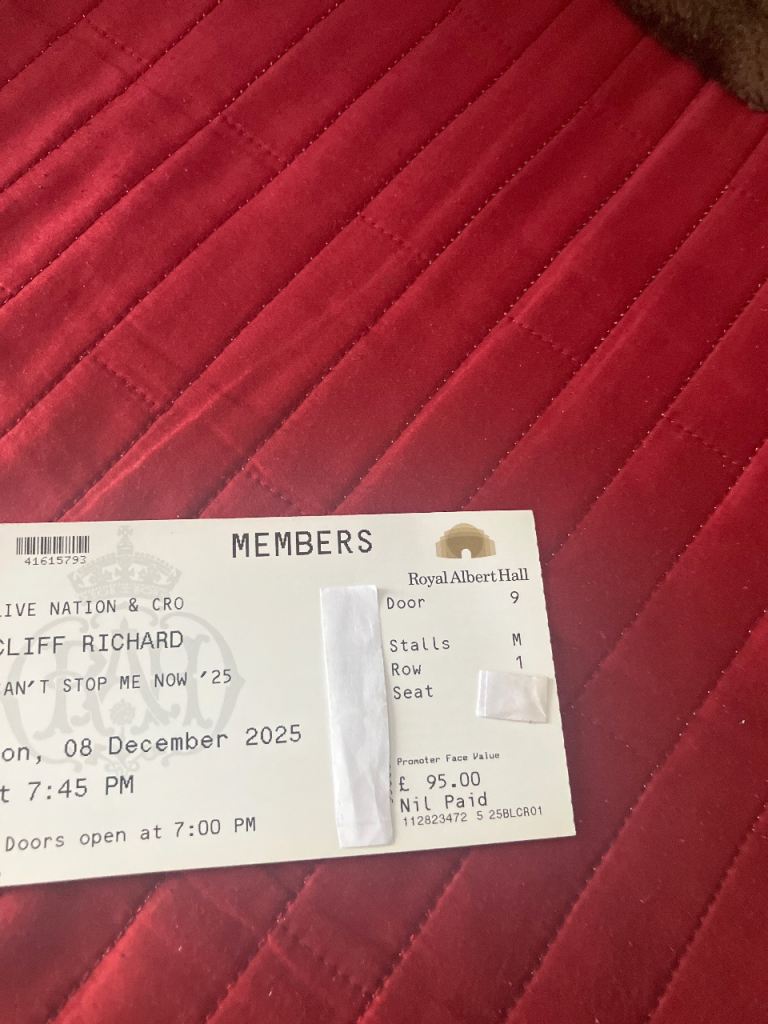 41615793
MEMBERS
Royal Albert Hall
LIVE NATION & CRO
CLIFF RICHARD
AN'T STOP ME NOW '25
on, 08 December 2025
t 7:45 PM
Doors open at 7:00 PM
Door 9
Stalls M
Row 1
Seat
Promoter Face Value
£ 95.00
Nil Paid
112823472 5 25BLCR01